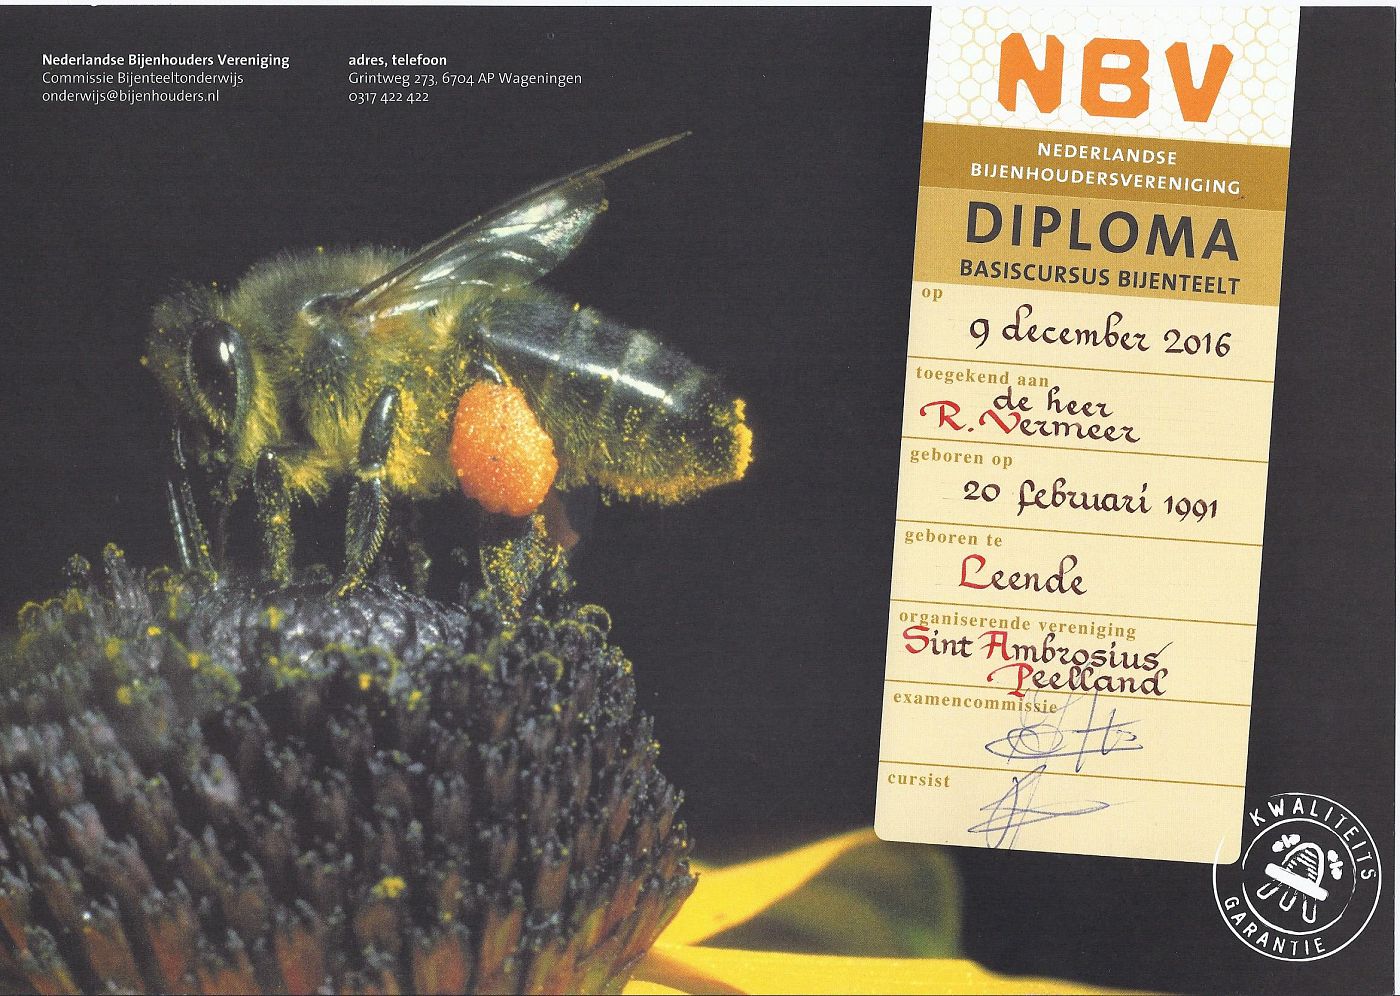 Nederlandse Bijenhouders Vereniging
Commissie Bijenteeltonderwijs
onderwijs@bijenhouders.nl
adres, telefoon
Grintweg 273, 6704 AP Wageningen
0317 422 422
NBV
NEDERLANDSE
BIJENHOUDERSVERENIGING
DIPLOMA
BASISCURSUS BIJENTEELT
op
9 december 2016
toegekend aan
de heer
R. Vermeer
geboren op
20 februari 1991
geboren te
Leende
organiserende vereniging
Sint Ambrosius
Peelland
examencommissie
cursist
KWALITEITS
GARANTIE